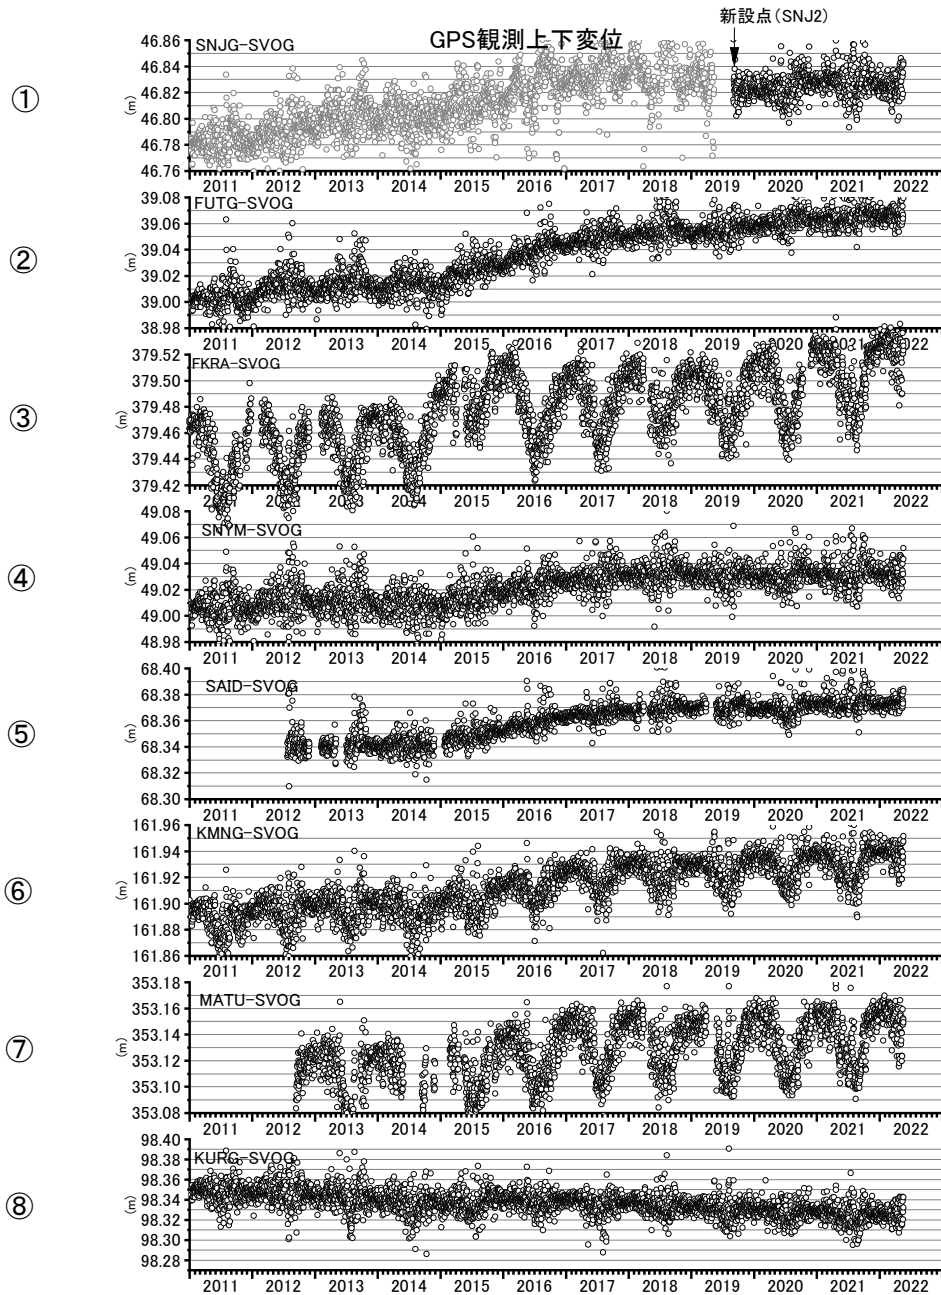 新設点(SNJ2)
GPS観測上下変位
① SNJG-SVOG
46.86
46.84
46.82
46.80
46.78
46.76
(m)
2011 2012 2013 2014 2015 2016 2017 2018 2019 2020 2021 2022
② FUTG-SVOG
39.08
39.06
39.04
39.02
39.00
38.98
(m)
2011 2012 2013 2014 2015 2016 2017 2018 2019 2020 2021 2022
③ FKRA-SVOG
379.52
379.50
379.48
379.46
379.44
379.42
(m)
2011 2012 2013 2014 2015 2016 2017 2018 2019 2020 2021 2022
④ SNYM-SVOG
49.08
49.06
49.04
49.02
49.00
48.98
(m)
2011 2012 2013 2014 2015 2016 2017 2018 2019 2020 2021 2022
⑤ SAID-SVOG
68.40
68.38
68.36
68.34
68.32
68.30
(m)
2011 2012 2013 2014 2015 2016 2017 2018 2019 2020 2021 2022
⑥ KMNG-SVOG
161.96
161.94
161.92
161.90
161.88
161.86
(m)
2011 2012 2013 2014 2015 2016 2017 2018 2019 2020 2021 2022
⑦ MATU-SVOG
353.18
353.16
353.14
353.12
353.10
353.08
(m)
2011 2012 2013 2014 2015 2016 2017 2018 2019 2020 2021 2022
⑧ KURG-SVOG
98.40
98.38
98.36
98.34
98.32
98.30
98.28
(m)
2011 2012 2013 2014 2015 2016 2017 2018 2019 2020 2021 2022